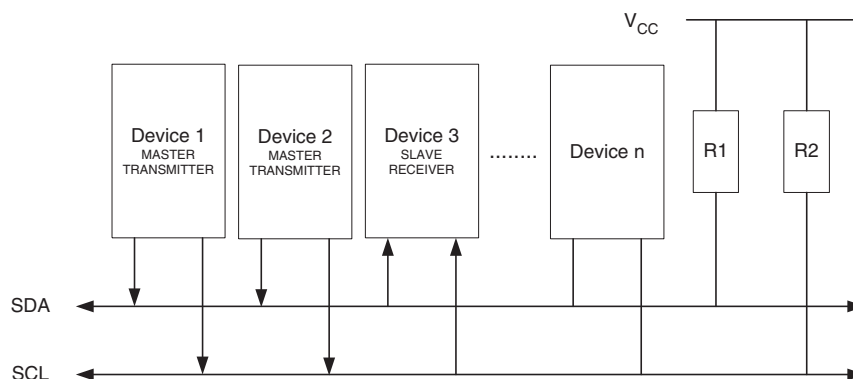 V_CC
Device 1
MASTER
TRANSMITTER
Device 2
MASTER
TRANSMITTER
Device 3
SLAVE
RECEIVER
........
Device n
R1
R2
SDA
SCL